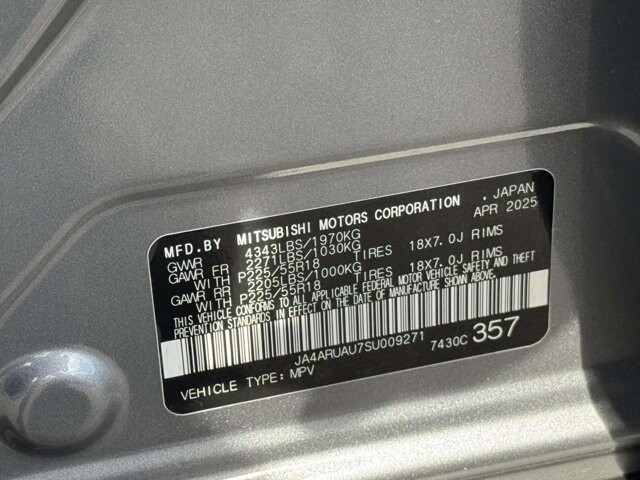 MFD.BY MITSUBISHI MOTORS CORPORATION , JAPAN
GVWR 4343LBS/1970KG APR 2025
GAWR FR 2271LBS/1030KG
WITH P225/55R18 TIRES 18X7.0J RIMS
GAWR RR 2205LBS/1000KG
WITH P225/55R18 TIRES 18X7.0J RIMS
THIS VEHICLE CONFORMS TO ALL APPLICABLE FEDERAL MOTOR VEHICLE SAFETY, BUMPER AND THEFT
PREVENTION STANDARDS IN EFFECT ON THE DATE OF MANUFACTURE SHOWN ABOVE.
JA4ARUAU7SU009271 7430C 357
VEHICLE TYPE: MPV